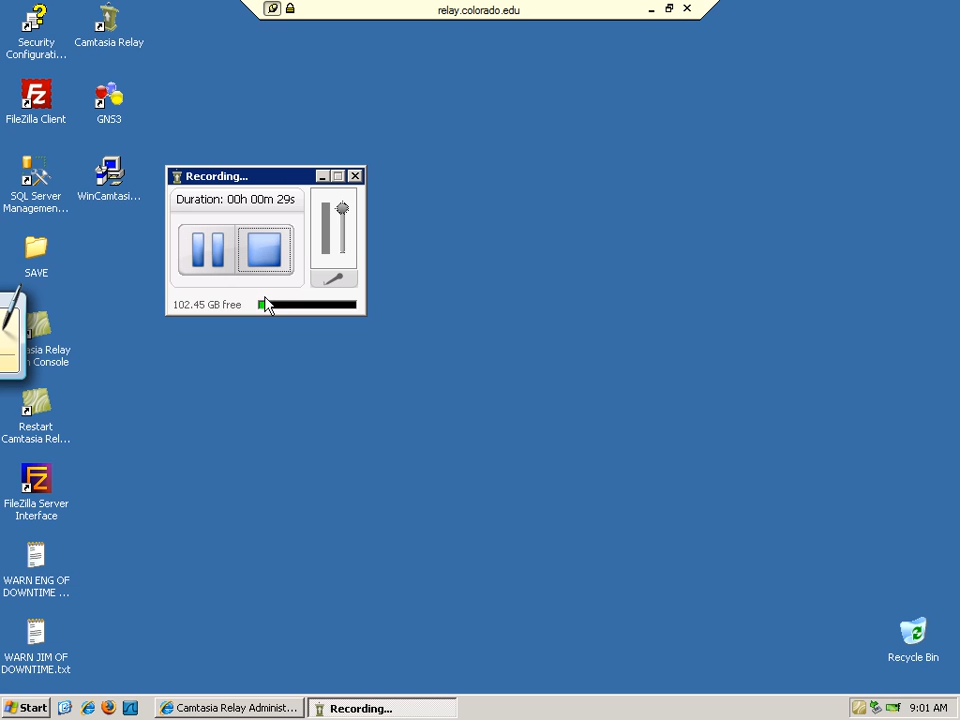 relay.colorado.edu
Security
Configurati...
Camtasia Relay
FileZilla Client
GNS3
SQL Server
Managemen...
WinCamtasi...
SAVE
Recording...
Duration: 00h 00m 29s
102.45 GB free
asia Relay
Console
Restart
Camtasia Rel...
FileZilla Server
Interface
WARN ENG OF
DOWNTIME ...
WARN JIM OF
DOWNTIME.txt
Recycle Bin
Start
Camtasia Relay Administ...
Recording...
9:01 AM